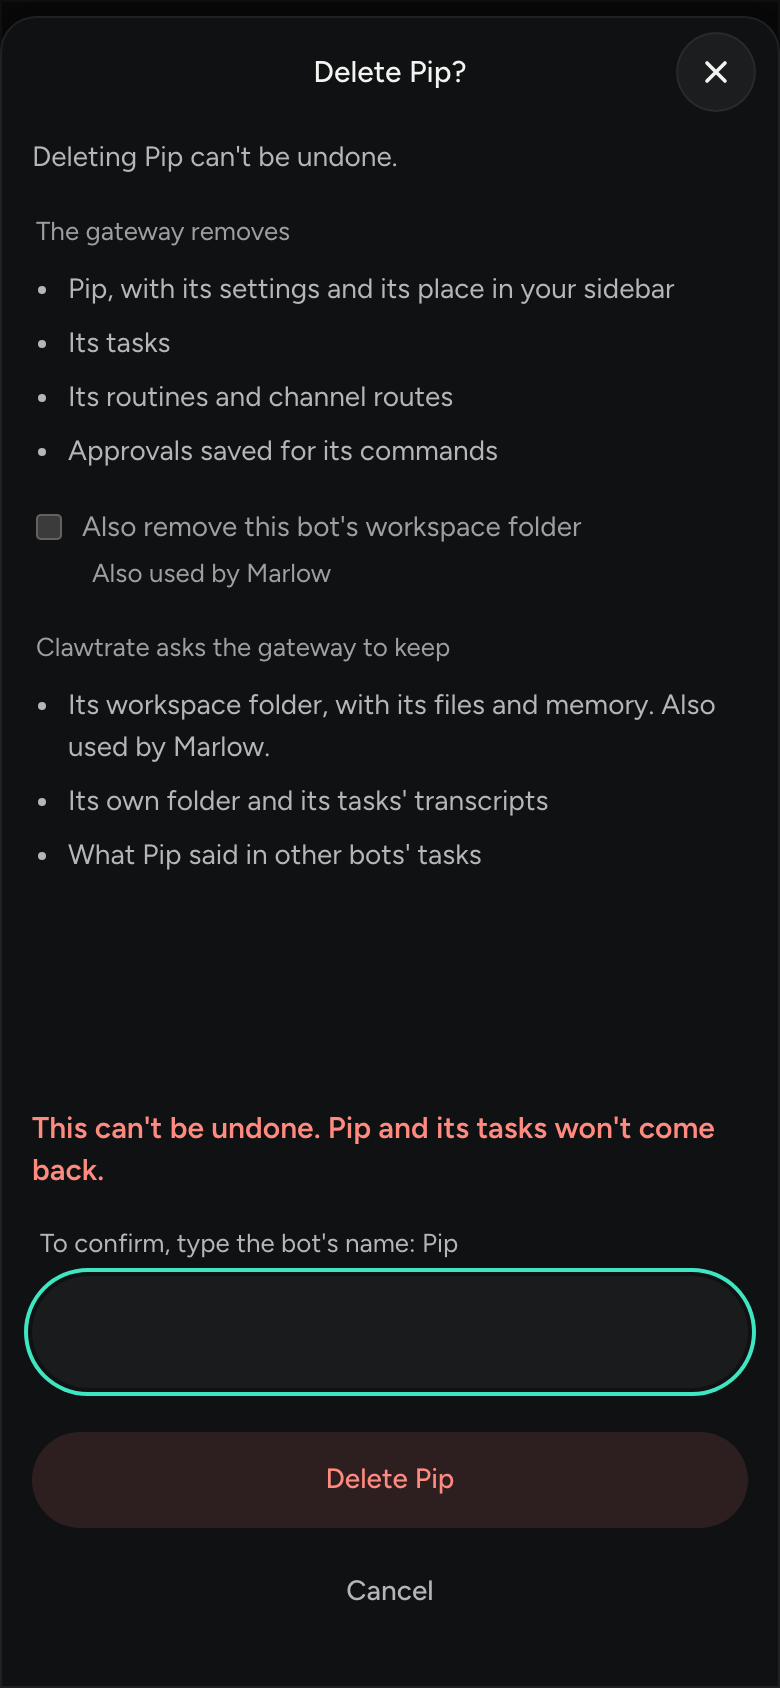 Delete Pip?
Deleting Pip can't be undone.
The gateway removes
• Pip, with its settings and its place in your sidebar
• Its tasks
• Its routines and channel routes
• Approvals saved for its commands
Also remove this bot's workspace folder
Also used by Marlow
Clawtrate asks the gateway to keep
• Its workspace folder, with its files and memory. Also
used by Marlow.
• Its own folder and its tasks' transcripts
• What Pip said in other bots' tasks
This can't be undone. Pip and its tasks won't come
back.
To confirm, type the bot's name: Pip
Delete Pip
Cancel